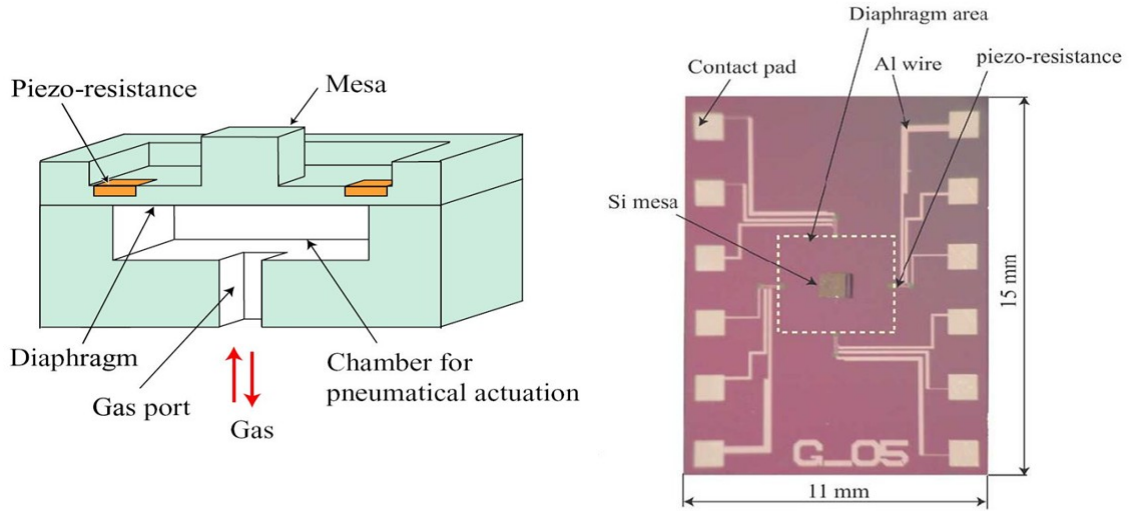 Piezo-resistance
Mesa
Diaphragm
Gas port
Gas
Chamber for
pneumatical actuation
Diaphragm area
Contact pad
Al wire
piezo-resistance
Si mesa
15 mm
G_05
11 mm